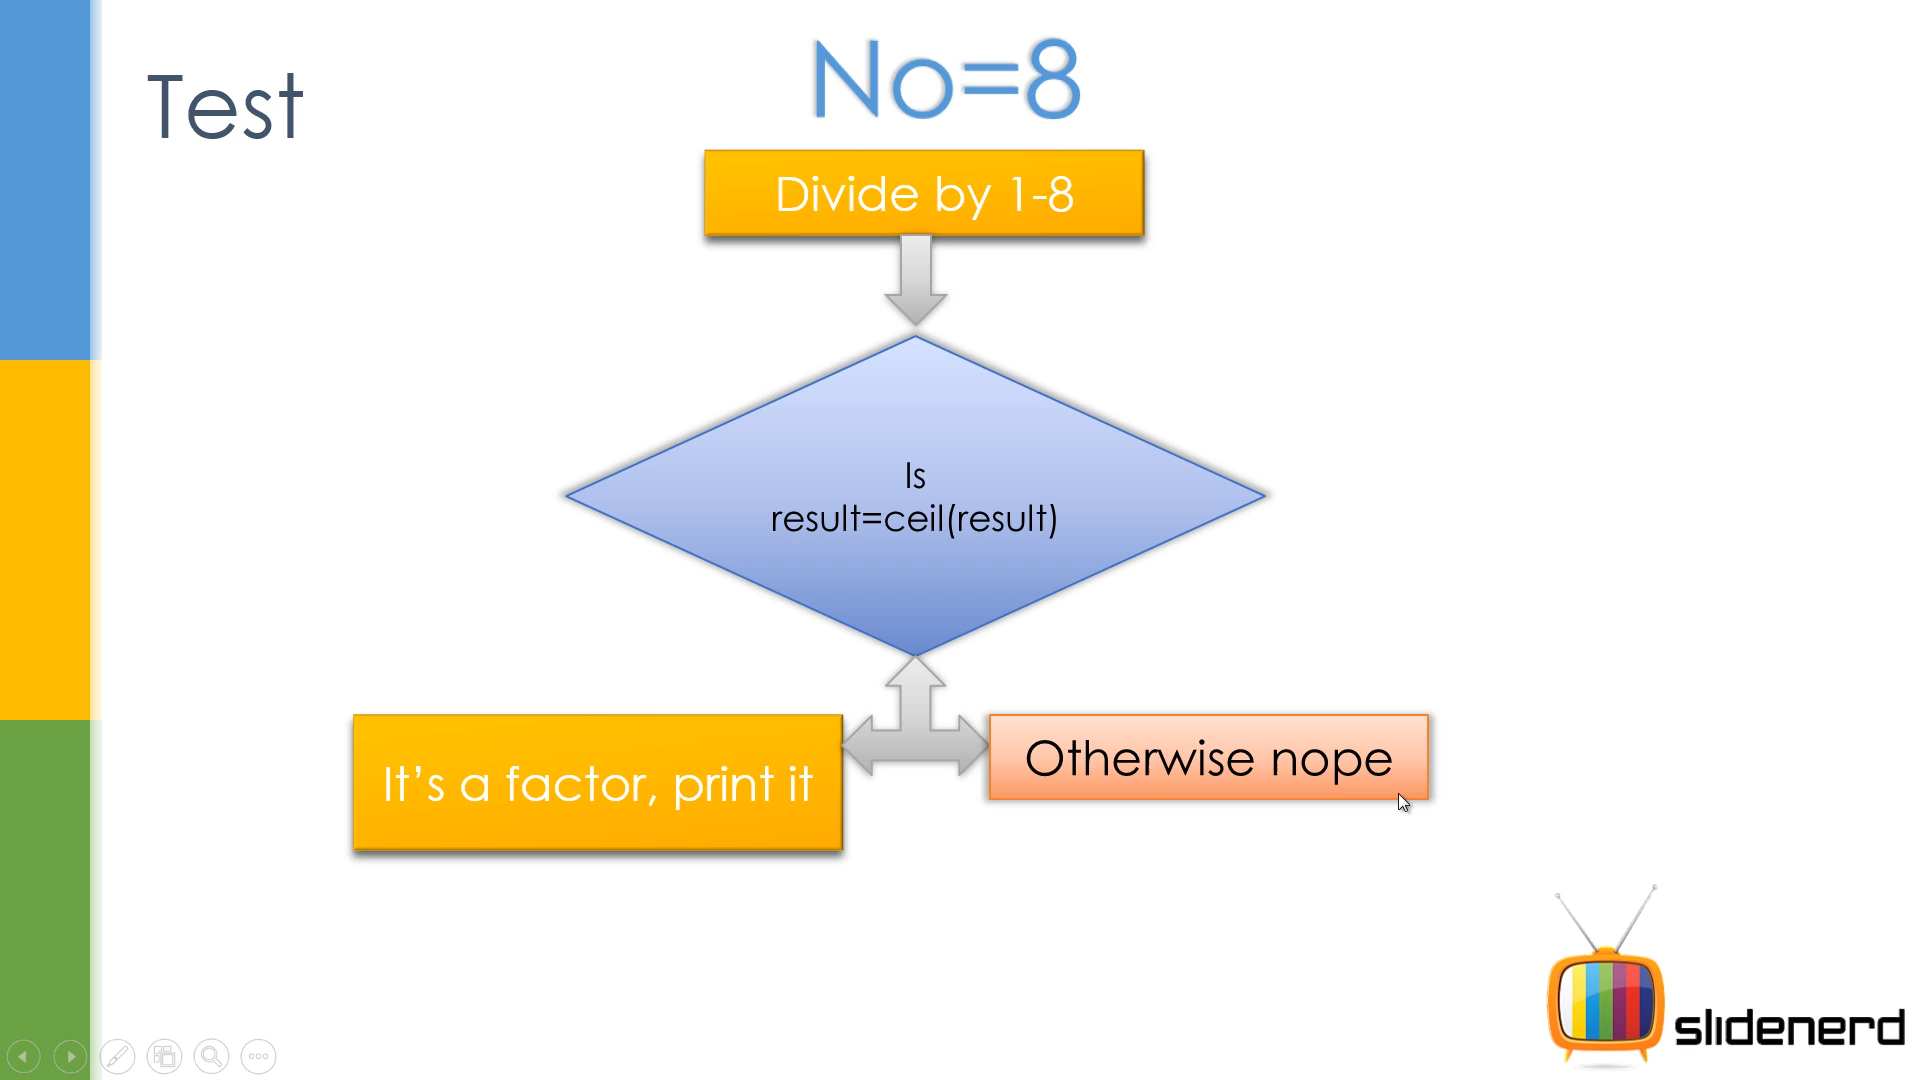 Test
No=8
Divide by 1-8
Is
result=ceil(result)
It’s a factor, print it
Otherwise nope
slidenerd